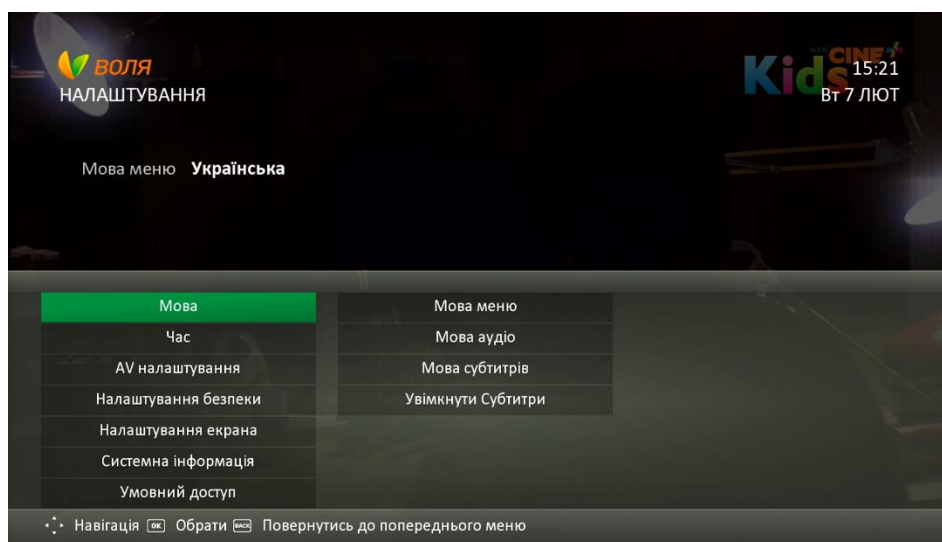 ВОЛЯ
НАЛАШТУВАННЯ
CINE
Kids
15:21
Вт 7 ЛЮТ
Мова меню Українська
Мова
Час
AV налаштування
Налаштування безпеки
Налаштування екрана
Системна інформація
Умовний доступ
Мова меню
Мова аудіо
Мова субтитрів
Увімкнути Субтитри
Навігація OK Обрати BACK Повернутись до попереднього меню